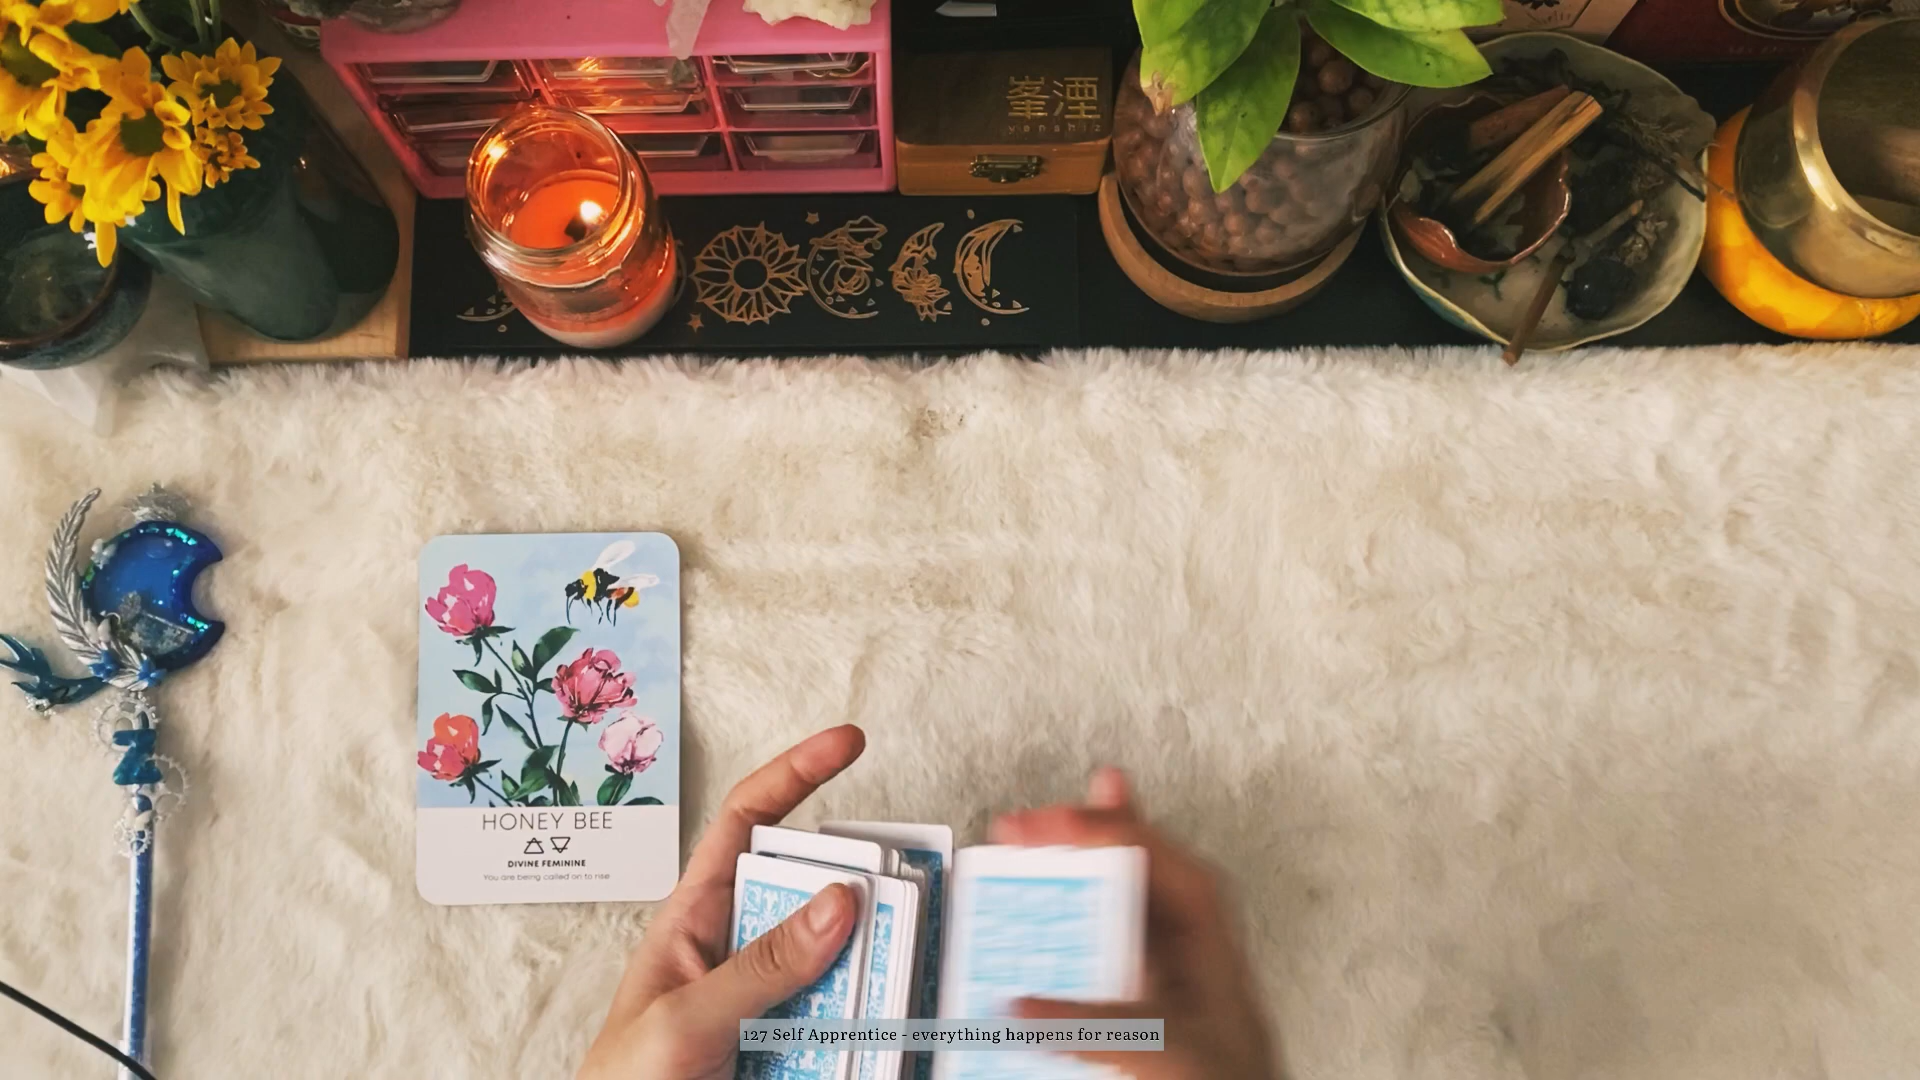 峯湮
yanshiz
HONEY BEE
DIVINE FEMININE
You are being called on to rise
127 Self Apprentice - everything happens for reason